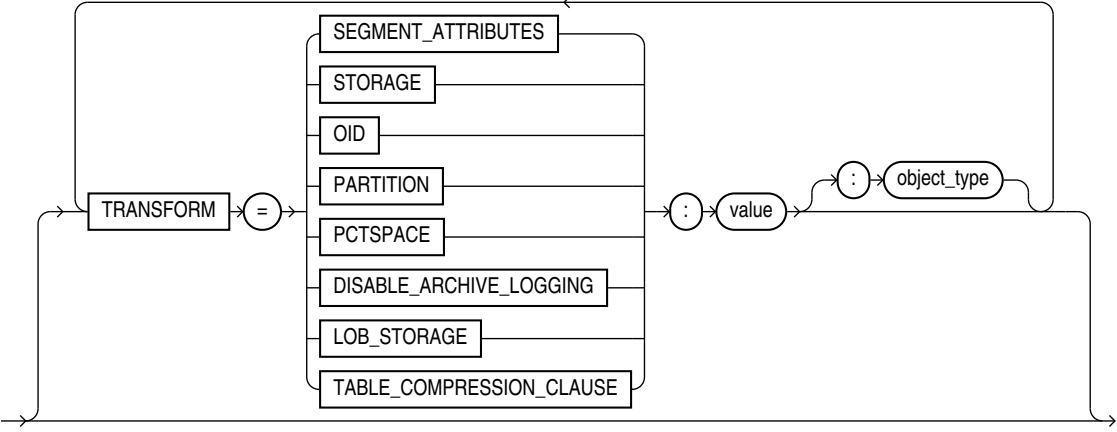 SEGMENT_ATTRIBUTES
STORAGE
OID
PARTITION
: object_type
TRANSFORM = : value
PCTSPACE
DISABLE_ARCHIVE_LOGGING
LOB_STORAGE
TABLE_COMPRESSION_CLAUSE